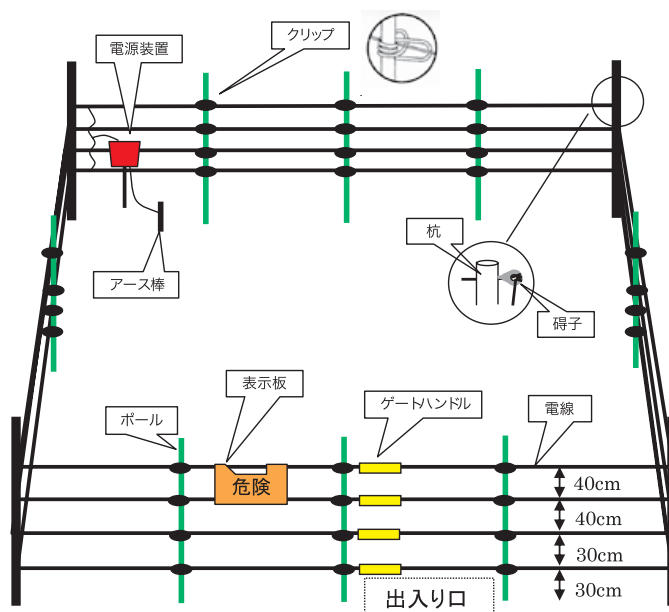 クリップ
電源装置
杭
アース棒
碍子
表示板
ゲートハンドル
ポール
電線
危険
40cm
40cm
30cm
30cm
出入り口